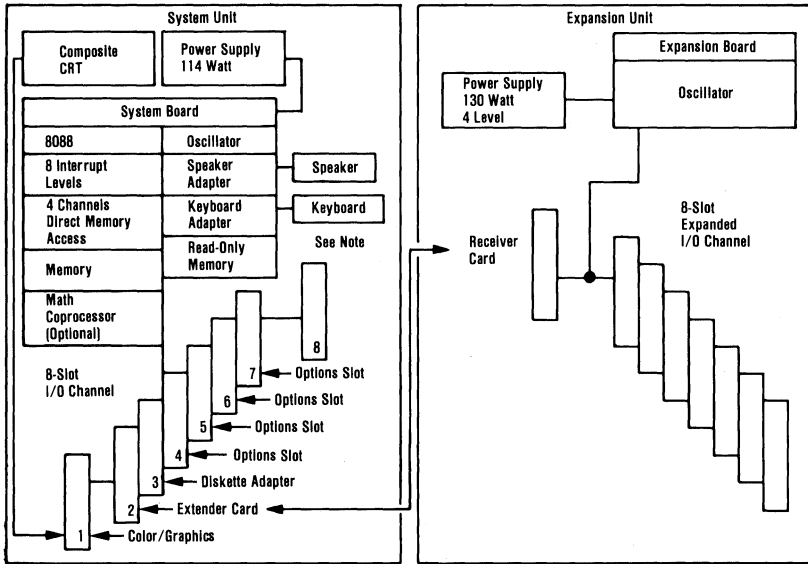 System Unit
Composite
CRT
Power Supply
114 Watt
System Board
8088
Oscillator
8 Interrupt
Levels
Speaker
Adapter
Speaker
4 Channels
Direct Memory
Access
Keyboard
Adapter
Keyboard
Read-Only
Memory
See Note
Memory
Math
Coprocessor
(Optional)
8-Slot
I/O Channel
8
7
Options Slot
6
Options Slot
5
Options Slot
4
Options Slot
3
Diskette Adapter
2
Extender Card
1
Color/Graphics
Expansion Unit
Expansion Board
Oscillator
Power Supply
130 Watt
4 Level
Receiver
Card
8-Slot
Expanded
I/O Channel